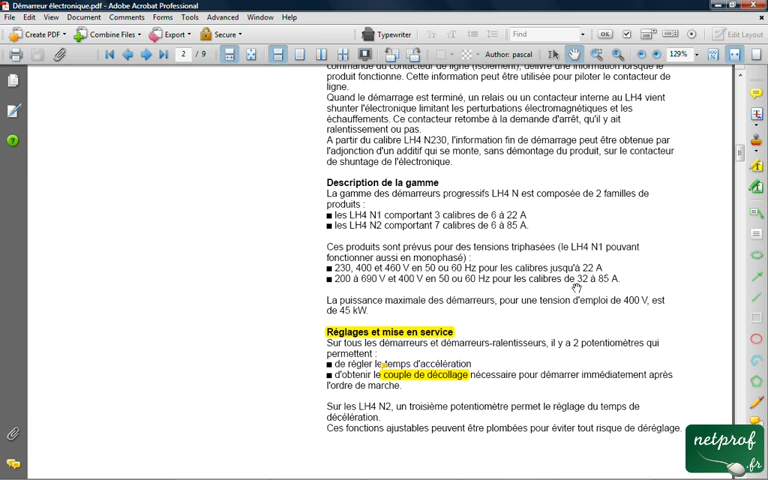 Démarreur électronique.pdf - Adobe Acrobat Professional
File Edit View Document Comments Forms Tools Advanced Window Help
Create PDF Combine Files Export Secure Typewriter Find OK Edit Layout
2 / 9 Author: pascal 129%
commande du contacteur de ligne (isolement), délivre une information lorsque le
produit fonctionne. Cette information peut être utilisée pour piloter le contacteur de
ligne.
Quand le démarrage est terminé, un relais ou un contacteur interne au LH4 vient
shunter l'électronique limitant les perturbations électromagnétiques et les
échauffements. Ce contacteur retombe à la demande d'arrêt, qu'il y ait
ralentissement ou pas.
A partir du calibre LH4 N230, l'information fin de démarrage peut être obtenue par
l'adjonction d'un additif qui se monte, sans démontage du produit, sur le contacteur
de shuntage de l'électronique.
Description de la gamme
La gamme des démarreurs progressifs LH4 N est composée de 2 familles de
produits :
■ les LH4 N1 comportant 3 calibres de 6 à 22 A
■ les LH4 N2 comportant 7 calibres de 6 à 85 A.
Ces produits sont prévus pour des tensions triphasées (le LH4 N1 pouvant
fonctionner aussi en monophasé) :
■ 230, 400 et 460 V en 50 ou 60 Hz pour les calibres jusqu'à 22 A
■ 200 à 690 V et 400 V en 50 ou 60 Hz pour les calibres de 32 à 85 A.
La puissance maximale des démarreurs, pour une tension d'emploi de 400 V, est
de 45 kW.
Réglages et mise en service
Sur tous les démarreurs et démarreurs-ralentisseurs, il y a 2 potentiomètres qui
permettent :
■ de régler le temps d'accélération
■ d'obtenir le couple de décollage nécessaire pour démarrer immédiatement après
l'ordre de marche.
Sur les LH4 N2, un troisième potentiomètre permet le réglage du temps de
décélération.
Ces fonctions ajustables peuvent être plombées pour éviter tout risque de déréglage.
netprof
.fr